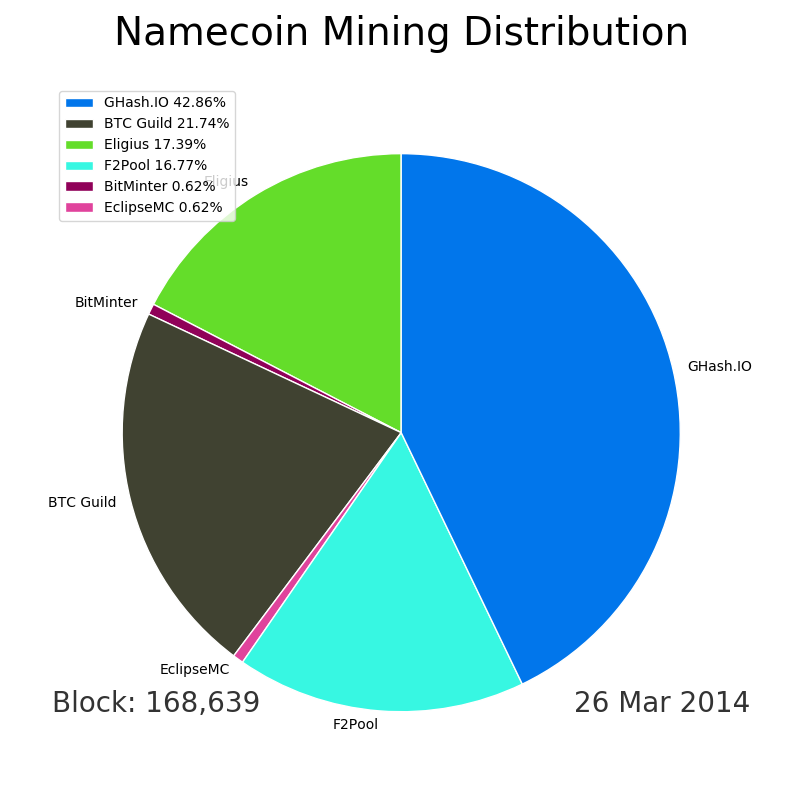 Namecoin Mining Distribution
GHash.IO 42.86%
BTC Guild 21.74%
Eligius 17.39%
F2Pool 16.77%
BitMinter 0.62%
EclipseMC 0.62%
Eligius
BitMinter
GHash.IO
BTC Guild
EclipseMC
F2Pool
Block: 168,639
26 Mar 2014